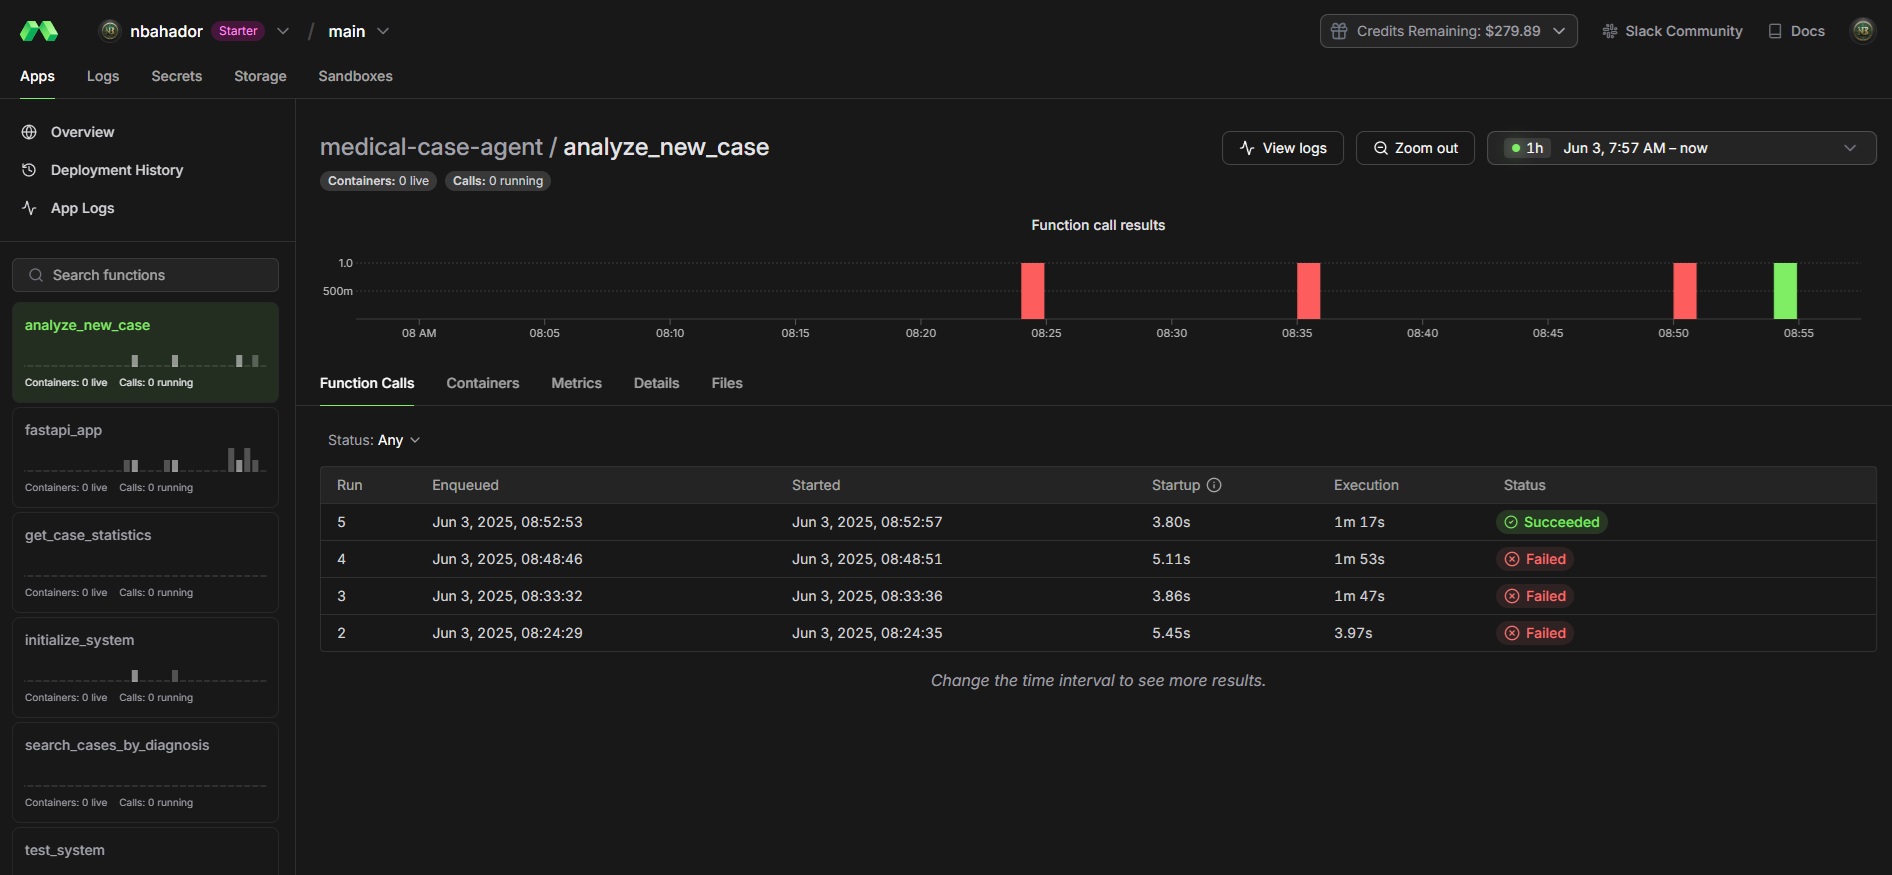 nbahador Starter / main
Credits Remaining: $279.89 Slack Community Docs
Apps Logs Secrets Storage Sandboxes
Overview
Deployment History
App Logs
Search functions
analyze_new_case
Containers: 0 live Calls: 0 running
fastapi_app
Containers: 0 live Calls: 0 running
get_case_statistics
Containers: 0 live Calls: 0 running
initialize_system
Containers: 0 live Calls: 0 running
search_cases_by_diagnosis
Containers: 0 live Calls: 0 running
test_system
medical-case-agent / analyze_new_case
Containers: 0 live Calls: 0 running
View logs Zoom out 1h Jun 3, 7:57 AM – now
Function call results
1.0
500m
08 AM 08:05 08:10 08:15 08:20 08:25 08:30 08:35 08:40 08:45 08:50 08:55
Function Calls Containers Metrics Details Files
Status: Any
Run Enqueued Started Startup Execution Status
5 Jun 3, 2025, 08:52:53 Jun 3, 2025, 08:52:57 3.80s 1m 17s Succeeded
4 Jun 3, 2025, 08:48:46 Jun 3, 2025, 08:48:51 5.11s 1m 53s Failed
3 Jun 3, 2025, 08:33:32 Jun 3, 2025, 08:33:36 3.86s 1m 47s Failed
2 Jun 3, 2025, 08:24:29 Jun 3, 2025, 08:24:35 5.45s 3.97s Failed
Change the time interval to see more results.